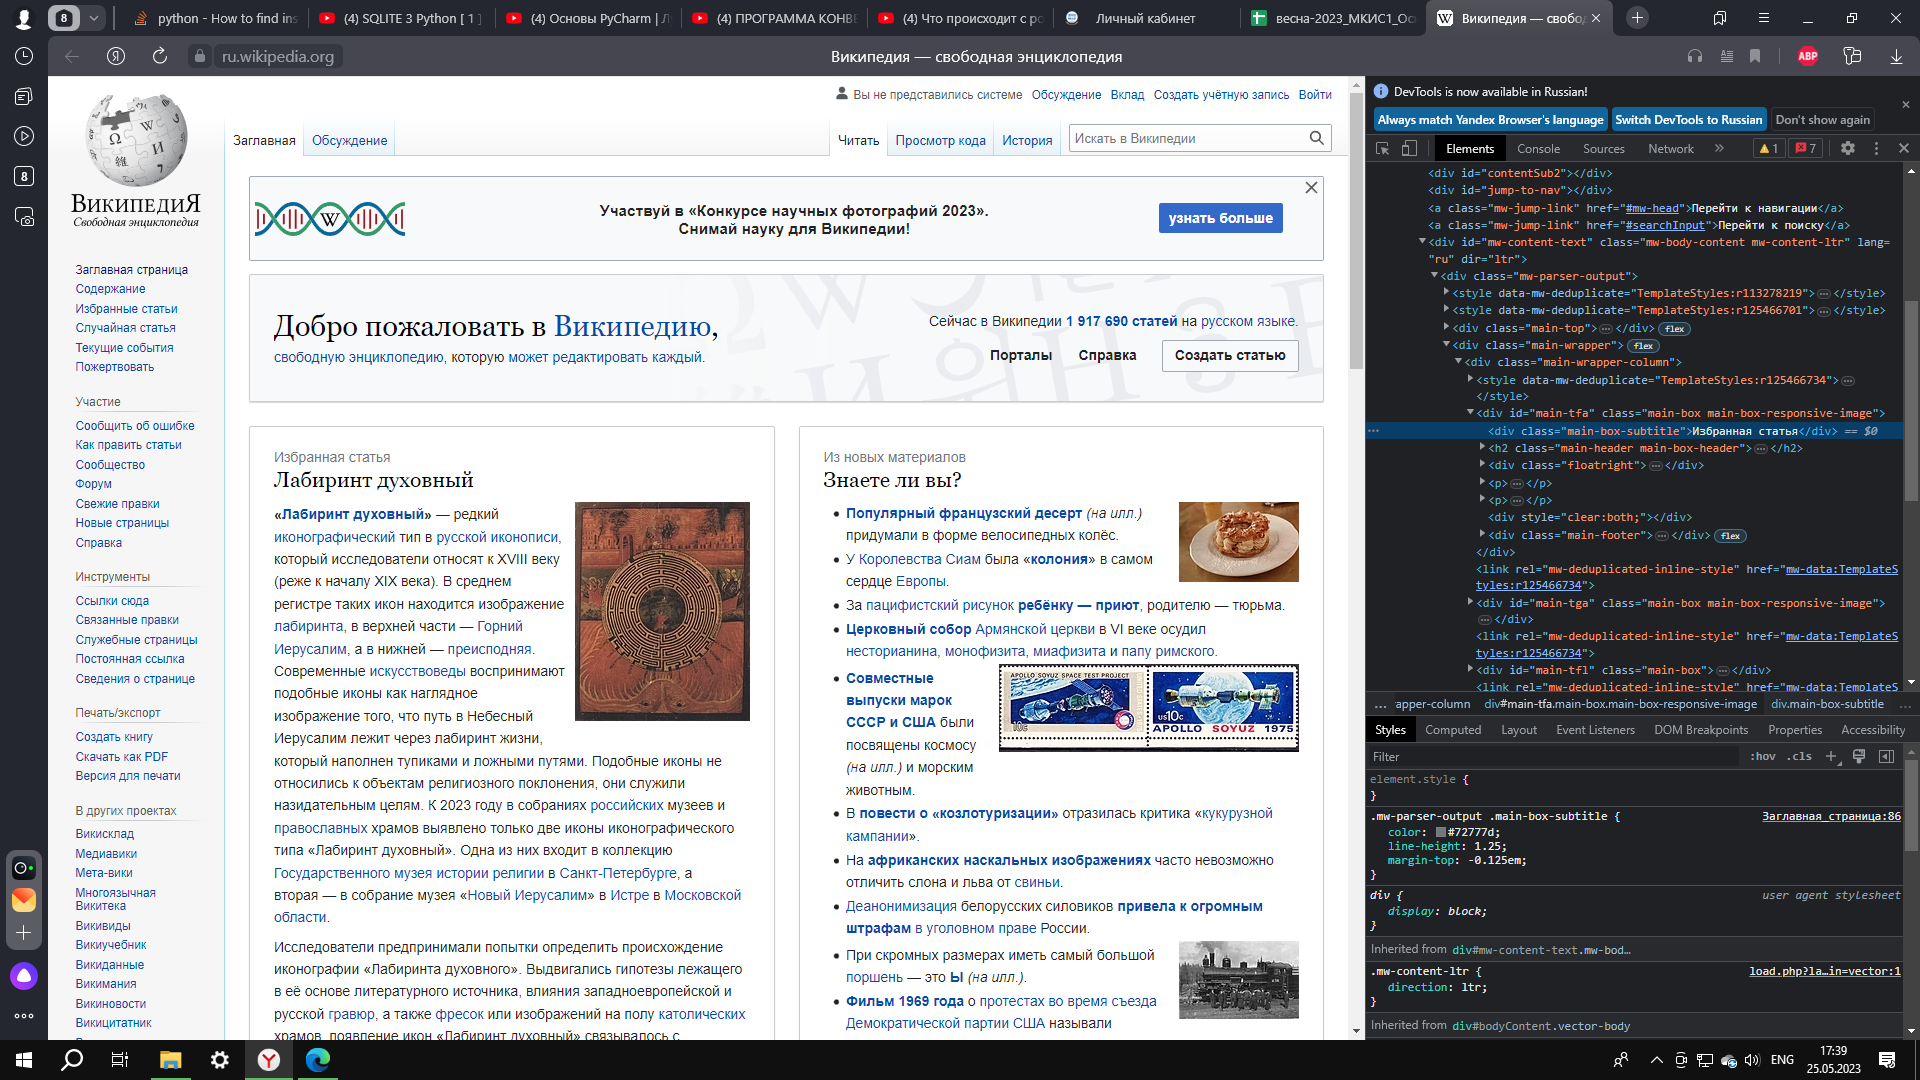 8
python - How to find ins
(4) SQLITE 3 Python [ 1 ]
(4) Основы PyCharm | Л
(4) ПРОГРАММА КОНВЕ
(4) Что происходит с ро
Личный кабинет
весна-2023_МКИС1_Ос
Википедия — свобод
ru.wikipedia.org
Википедия — свободная энциклопедия
ABP
8
ВИКИПЕДИЯ
Свободная энциклопедия
Вы не представились системе Обсуждение Вклад Создать учётную запись Войти
Заглавная Обсуждение
Читать Просмотр кода История
Искать в Википедии
Участвуй в «Конкурсе научных фотографий 2023».
Снимай науку для Википедии!
узнать больше
Добро пожаловать в Википедию,
свободную энциклопедию, которую может редактировать каждый.
Сейчас в Википедии 1 917 690 статей на русском языке.
Порталы Справка Создать статью
Заглавная страница
Содержание
Избранные статьи
Случайная статья
Текущие события
Пожертвовать
Участие
Сообщить об ошибке
Как править статьи
Сообщество
Форум
Свежие правки
Новые страницы
Справка
Инструменты
Ссылки сюда
Связанные правки
Служебные страницы
Постоянная ссылка
Сведения о странице
Печать/экспорт
Создать книгу
Скачать как PDF
Версия для печати
В других проектах
Викисклад
Медиавики
Мета-вики
Многоязычная
Викитека
Викивиды
Викиучебник
Викиданные
Викимания
Викиновости
Викицитатник
Избранная статья
Лабиринт духовный
«Лабиринт духовный» — редкий
иконографический тип в русской иконописи,
который исследователи относят к XVIII веку
(реже к началу XIX века). В среднем
регистре таких икон находится изображение
лабиринта, в верхней части — Горний
Иерусалим, а в нижней — преисподняя.
Современные искусствоведы воспринимают
подобные иконы как наглядное
изображение того, что путь в Небесный
Иерусалим лежит через лабиринт жизни,
который наполнен тупиками и ложными путями. Подобные иконы не
относились к объектам религиозного поклонения, они служили
назидательным целям. К 2023 году в собраниях российских музеев и
православных храмов выявлено только две иконы иконографического
типа «Лабиринт духовный». Одна из них входит в коллекцию
Государственного музея истории религии в Санкт-Петербурге, а
вторая — в собрание музея «Новый Иерусалим» в Истре в Московской
области.
Исследователи предпринимали попытки определить происхождение
иконографии «Лабиринта духовного». Выдвигались гипотезы лежащего
в её основе литературного источника, влияния западноевропейской и
русской гравюр, а также фресок или изображений на полу католических
храмов, появление икон «Лабиринт духовный» связывалось с
Из новых материалов
Знаете ли вы?
Популярный французский десерт (на илл.)
придумали в форме велосипедных колёс.
У Королевства Сиам была «колония» в самом
сердце Европы.
За пацифистский рисунок ребёнку — приют, родителю — тюрьма.
Церковный собор Армянской церкви в VI веке осудил
несторианина, монофизита, миафизита и папу римского.
Совместные
выпуски марок
СССР и США были
посвящены космосу
(на илл.) и морским
животным.
APOLLO SOYUZ SPACE TEST PROJECT
10c
US10c
APOLLO SOYUZ 1975
В повести о «козлотуризации» отразилась критика «кукурузной
кампании».
На африканских наскальных изображениях часто невозможно
отличить слона и льва от свиньи.
Деанонимизация белорусских силовиков привела к огромным
штрафам в уголовном праве России.
При скромных размерах иметь самый большой
поршень — это Ы (на илл.).
Фильм 1969 года о протестах во время съезда
Демократической партии США называли
DevTools is now available in Russian!
Always match Yandex Browser's language Switch DevTools to Russian Don't show again
Elements Console Sources Network » 1 7
<div id="contentSub2"></div>
<div id="jump-to-nav"></div>
<a class="mw-jump-link" href="#mw-head">Перейти к навигации</a>
<a class="mw-jump-link" href="#searchInput">Перейти к поиску</a>
<div id="mw-content-text" class="mw-body-content mw-content-ltr" lang=
"ru" dir="ltr">
<div class="mw-parser-output">
<style data-mw-deduplicate="TemplateStyles:r113278219">…</style>
<style data-mw-deduplicate="TemplateStyles:r125466701">…</style>
<div class="main-top">…</div> flex
<div class="main-wrapper"> flex
<div class="main-wrapper-column">
<style data-mw-deduplicate="TemplateStyles:r125466734">…
</style>
<div id="main-tfa" class="main-box main-box-responsive-image">
<div class="main-box-subtitle">Избранная статья</div> == $0
<h2 class="main-header main-box-header">…</h2>
<div class="floatright">…</div>
<p>…</p>
<p>…</p>
<div style="clear:both;"></div>
<div class="main-footer">…</div> flex
</div>
<link rel="mw-deduplicated-inline-style" href="mw-data:TemplateS
tyles:r125466734">
<div id="main-tga" class="main-box main-box-responsive-image">
…</div>
<link rel="mw-deduplicated-inline-style" href="mw-data:TemplateS
tyles:r125466734">
<div id="main-tfl" class="main-box">…</div>
<link rel="mw-deduplicated-inline-style" href="mw-data:TemplateS
… apper-column div#main-tfa.main-box.main-box-responsive-image div.main-box-subtitle …
Styles Computed Layout Event Listeners DOM Breakpoints Properties Accessibility
Filter :hov .cls
element.style {
}
.mw-parser-output .main-box-subtitle { Заглавная_страница:86
color: #72777d;
line-height: 1.25;
margin-top: -0.125em;
}
div { user agent stylesheet
display: block;
}
Inherited from div#mw-content-text.mw-bod…
.mw-content-ltr { load.php?la…in=vector:1
direction: ltr;
}
Inherited from div#bodyContent.vector-body
ENG
17:39
25.05.2023